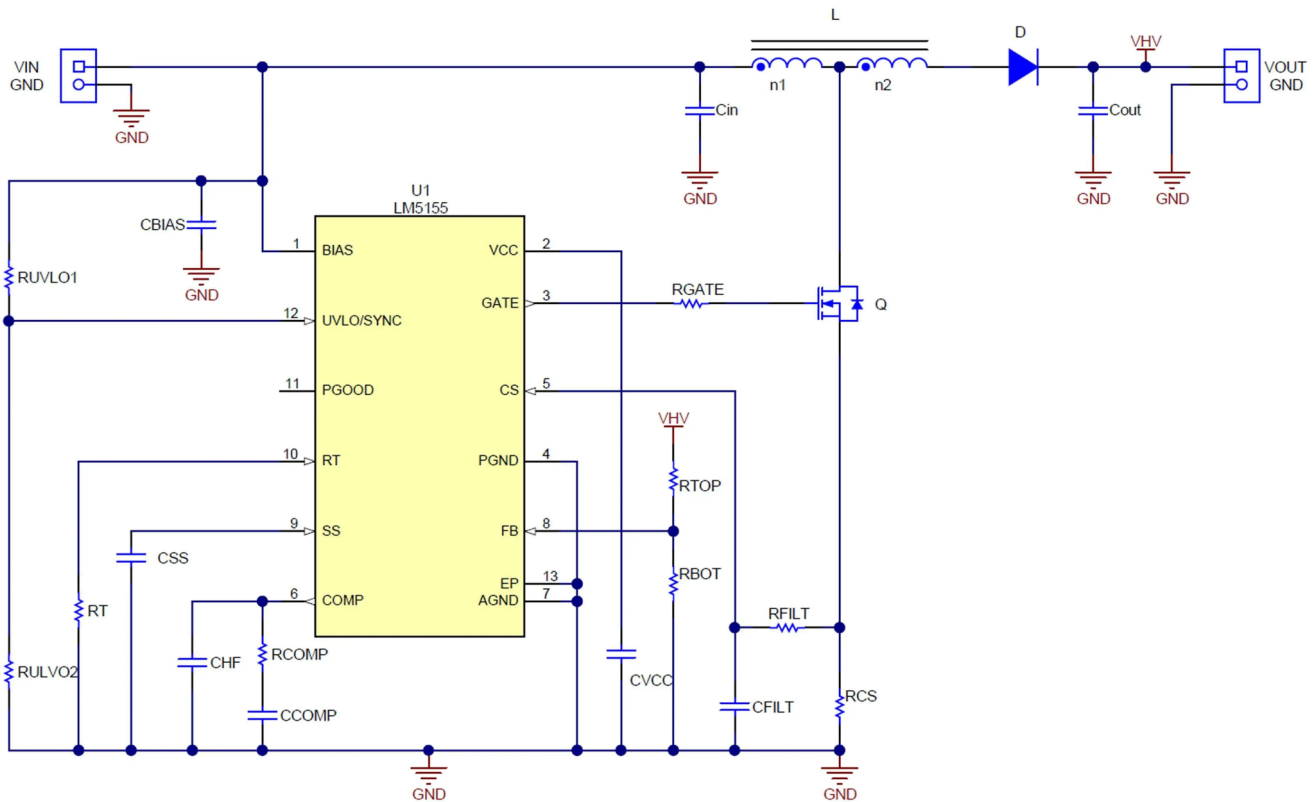 L
D
VHV
VIN
GND
VOUT
GND
n1
n2
Cin
Cout
GND
GND
GND
GND
U1
LM5155
CBIAS
GND
1
BIAS
VCC
2
RUVLO1
RGATE
GATE
3
Q
12
UVLO/SYNC
11
PGOOD
CS
5
VHV
10
RT
PGND
4
RTOP
9
SS
FB
8
CSS
RBOT
EP
13
6
COMP
AGND
7
RT
RFILT
RCOMP
CHF
RULVO2
CVCC
RCS
CCOMP
CFILT
GND
GND